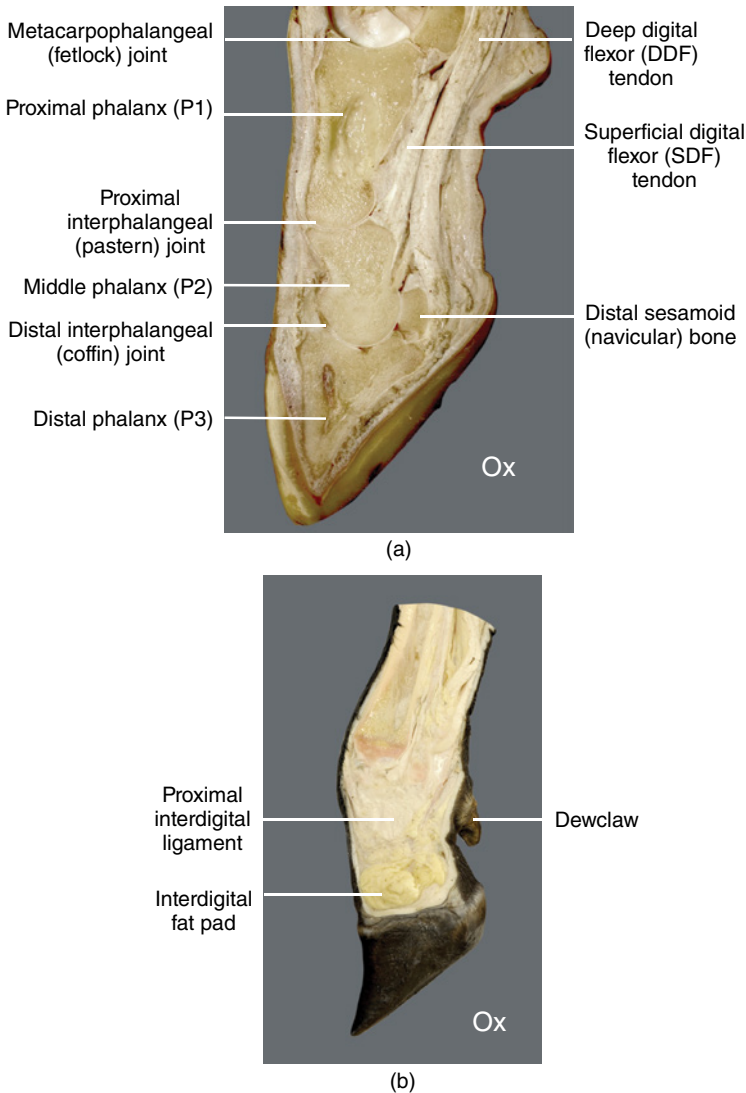 Metacarpophalangeal
(fetlock) joint
Proximal phalanx (P1)
Proximal
interphalangeal
(pastern) joint
Middle phalanx (P2)
Distal interphalangeal
(coffin) joint
Distal phalanx (P3)
Deep digital
flexor (DDF)
tendon
Superficial digital
flexor (SDF)
tendon
Distal sesamoid
(navicular) bone
Ox
(a)
Proximal
interdigital
ligament
Interdigital
fat pad
Dewclaw
Ox
(b)